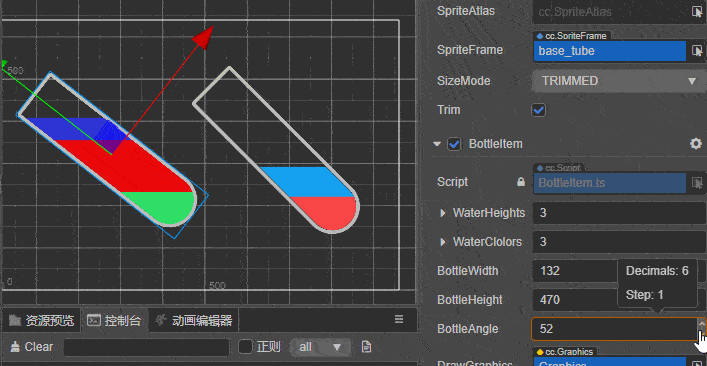 500
0
500
资源预览
控制台
动画编辑器
Clear
正则
all
SpriteAtlas
cc.SpriteAtlas
cc.SpriteFrame
SpriteFrame
base_tube
SizeMode
TRIMMED
Trim
BottleItem
cc.Script
Script
BottleItem.ts
WaterHeights
3
WaterClolors
3
BottleWidth
132
Decimals: 6
Step: 1
BottleHeight
470
BottleAngle
52
cc.Graphics
DrawGraphics
Graphics